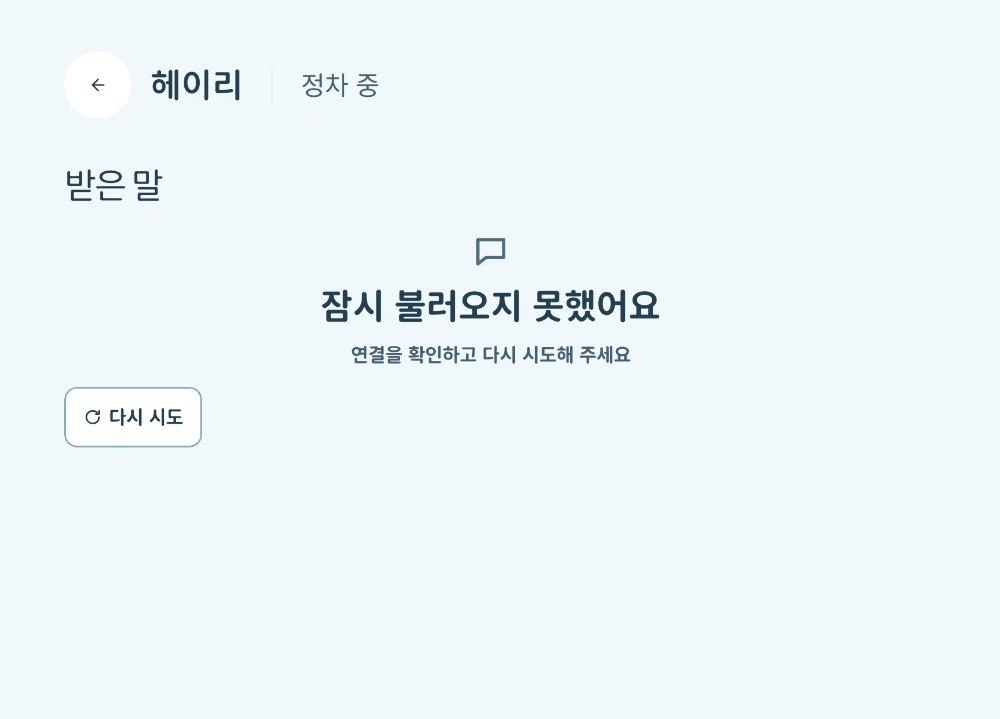 헤이리 정차 중
받은 말
잠시 불러오지 못했어요
연결을 확인하고 다시 시도해 주세요
다시 시도